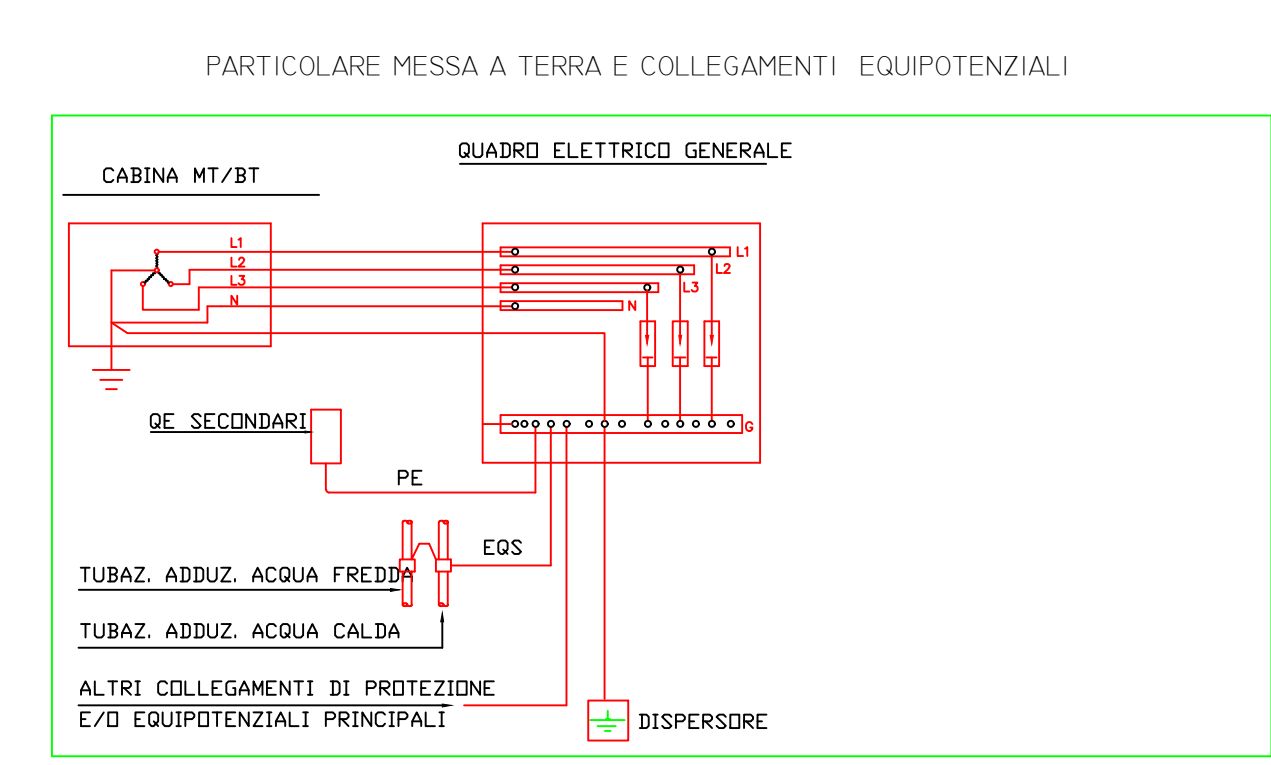 PARTICOLARE MESSA A TERRA E COLLEGAMENTI EQUIPOTENZIALI
QUADRO ELETTRICO GENERALE
CABINA MT/BT
L1
L1
L2
L2
L3
L3
N
N
QE SECONDARI
G
PE
EQS
TUBAZ. ADDUZ. ACQUA FREDDA
TUBAZ. ADDUZ. ACQUA CALDA
ALTRI COLLEGAMENTI DI PROTEZIONE
E/O EQUIPOTENZIALI PRINCIPALI
DISPERSORE